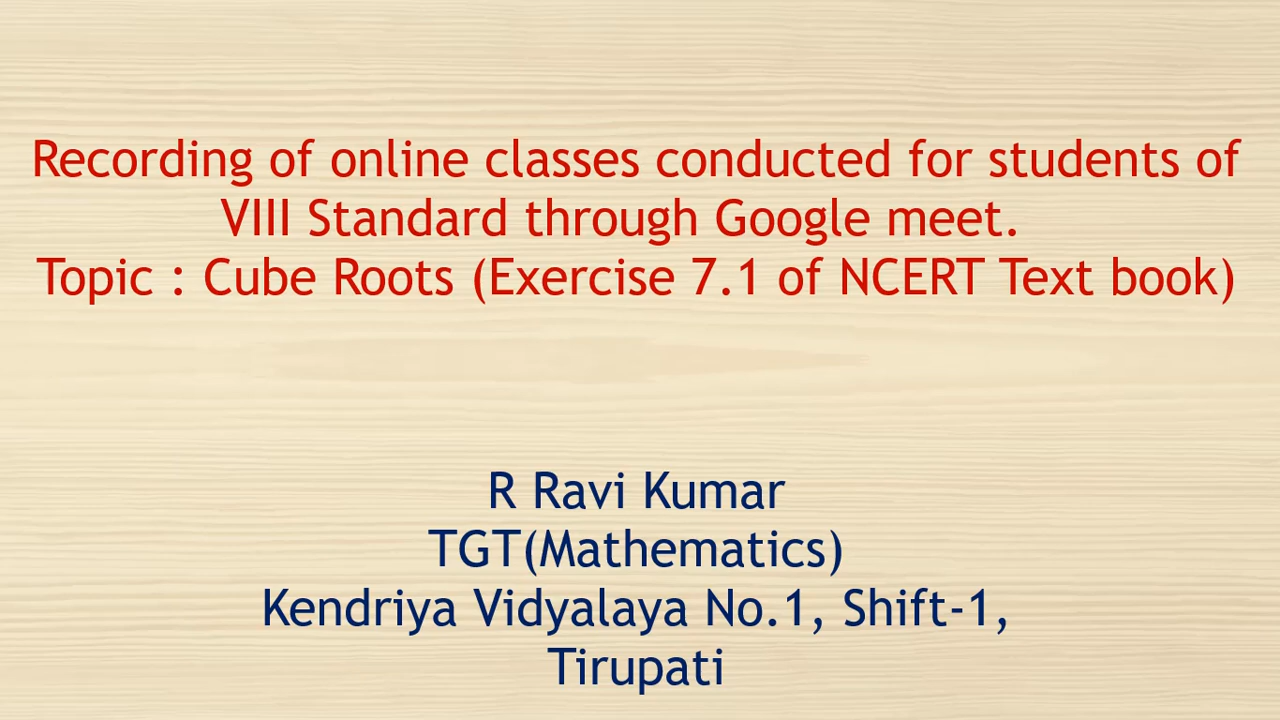 Recording of online classes conducted for students of
VIII Standard through Google meet.
Topic : Cube Roots (Exercise 7.1 of NCERT Text book)
R Ravi Kumar
TGT(Mathematics)
Kendriya Vidyalaya No.1, Shift-1,
Tirupati